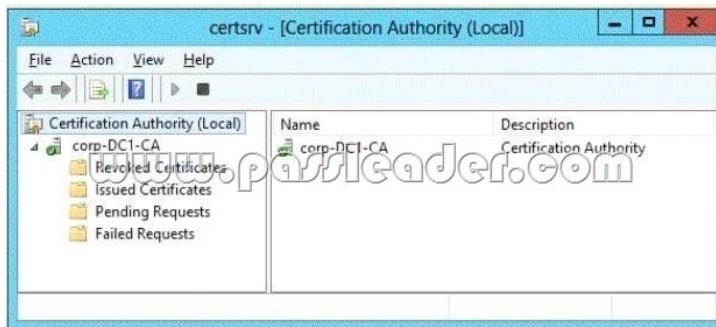 certsrv - [Certification Authority (Local)]
File Action View Help
Certification Authority (Local)
corp-DC1-CA
Revoked Certificates
Issued Certificates
Pending Requests
Failed Requests
Name Description
corp-DC1-CA Certification Authority
www.passleader.com